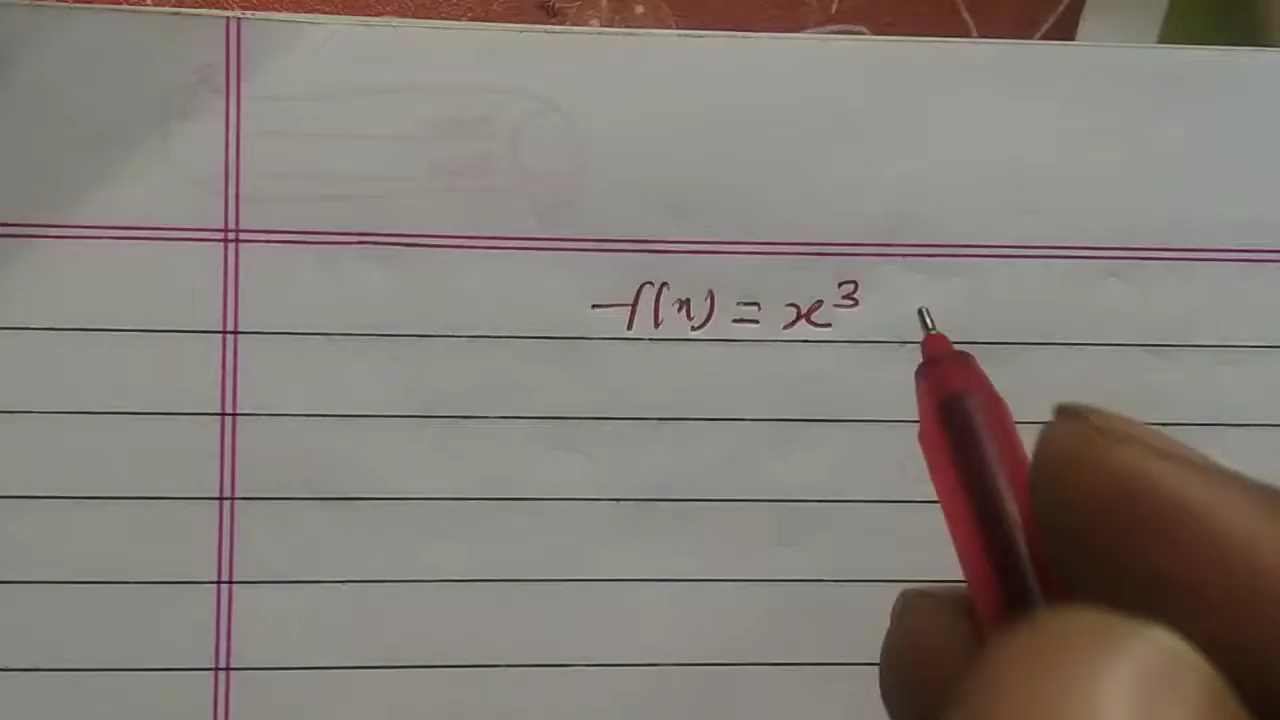 f(x) = x³